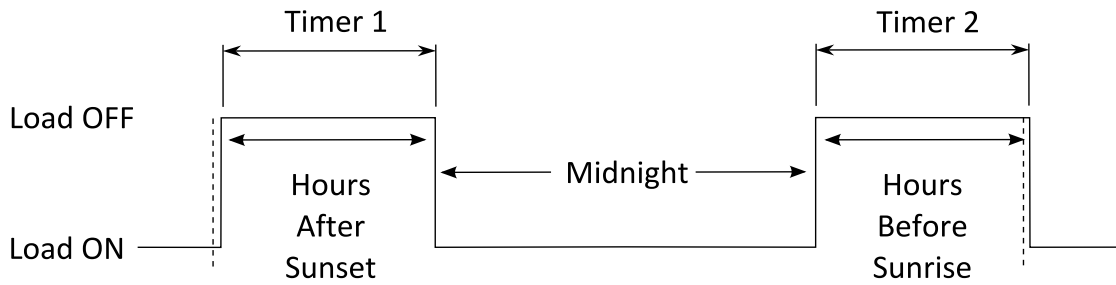 Timer 1
Timer 2
Load OFF
Midnight
Hours
After
Sunset
Hours
Before
Sunrise
Load ON